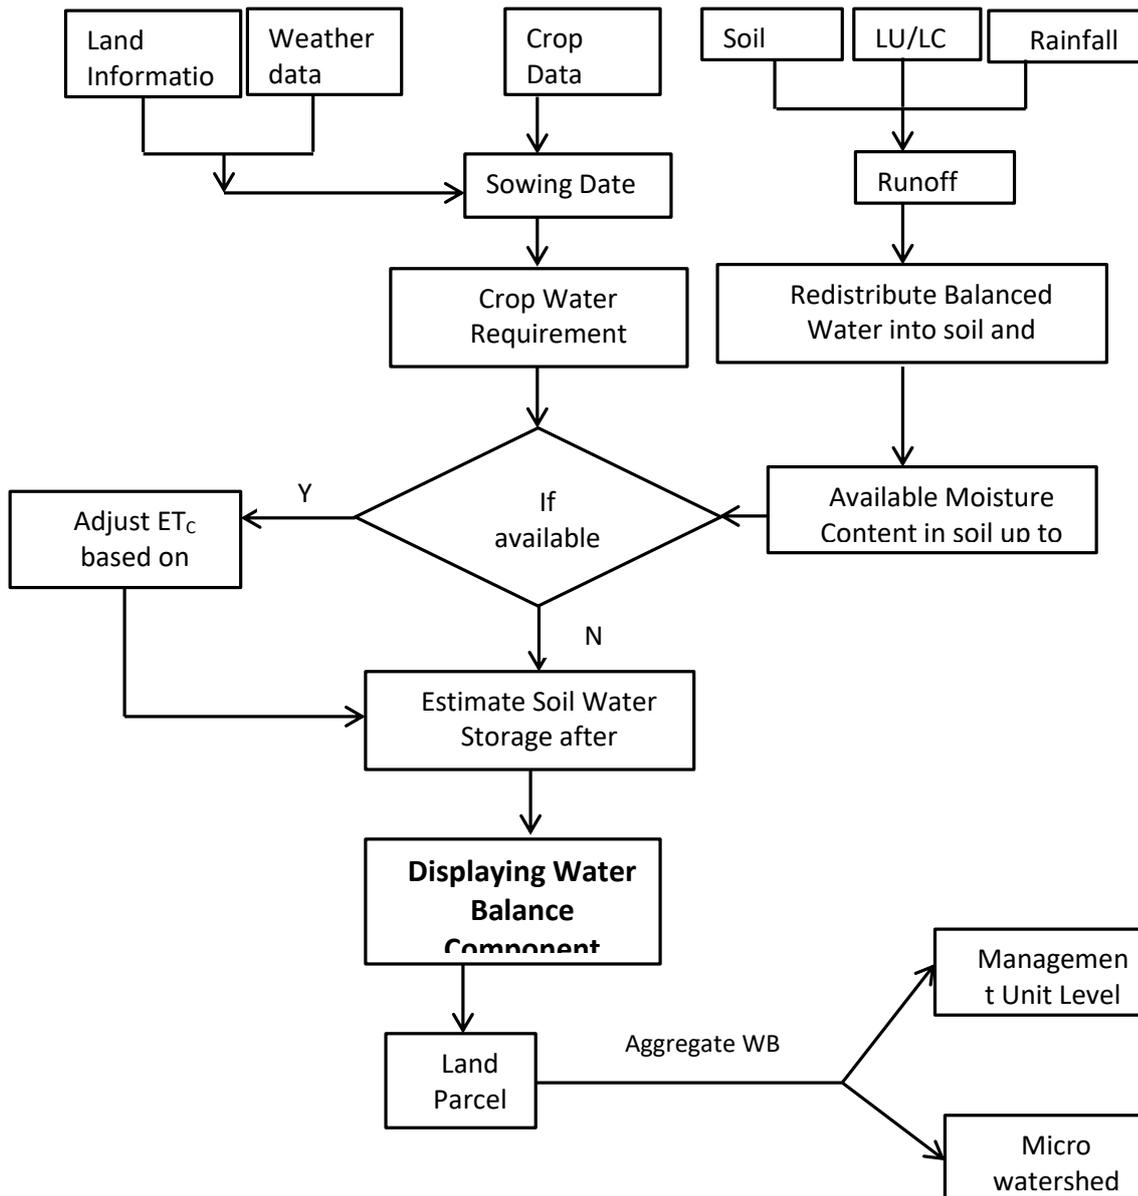 Land
Informatio
Weather
data
Crop
Data
Soil
LU/LC
Rainfall
Sowing Date
Runoff
Crop Water
Requirement
Redistribute Balanced
Water into soil and
If
available
Y
Adjust ETC
based on
Available Moisture
Content in soil up to
N
Estimate Soil Water
Storage after
Displaying Water
Balance
Component
Land
Parcel
Aggregate WB
Managemen
t Unit Level
Micro
watershed